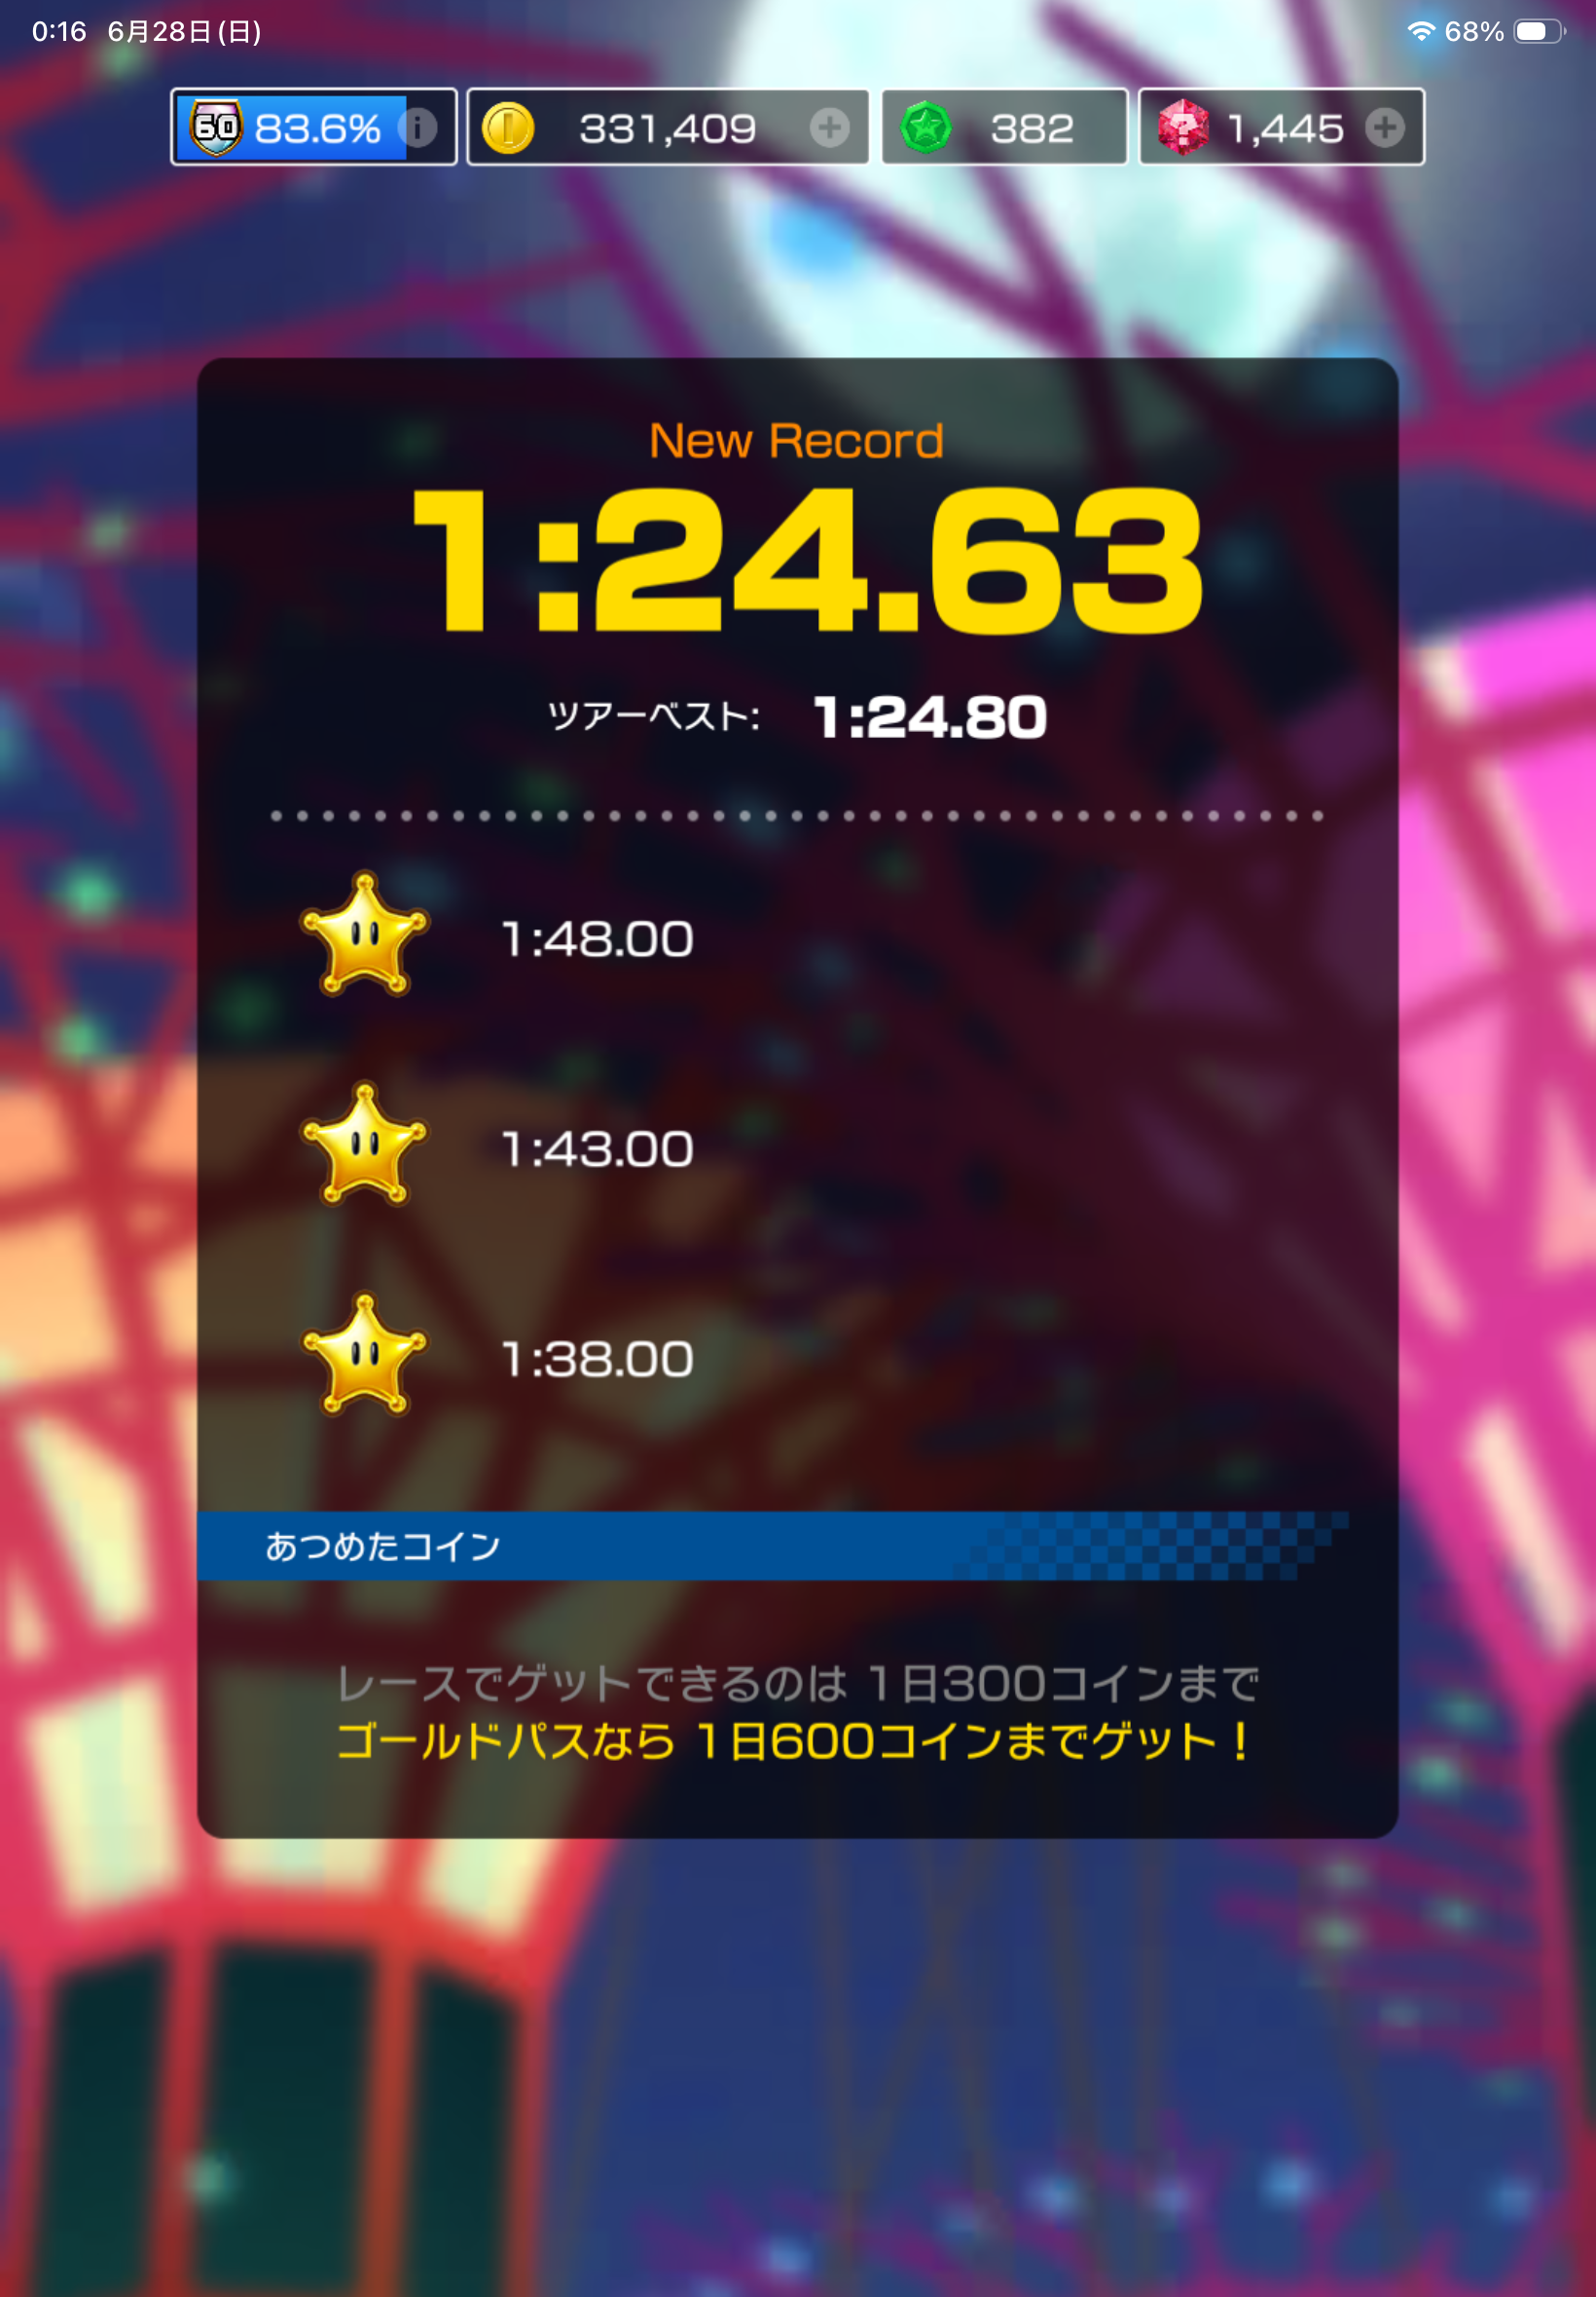 0:16 6月28日(日) 68%
60 83.6% i 331,409 + 382 ? 1,445 +
New Record
1:24.63
ツアーベスト: 1:24.80
1:48.00
1:43.00
1:38.00
あつめたコイン
レースでゲットできるのは 1日300コインまで
ゴールドパスなら 1日600コインまでゲット！